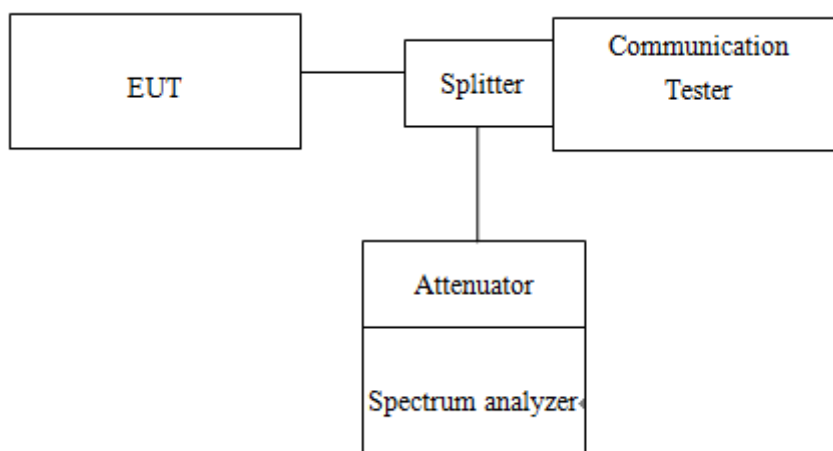 EUT
Splitter
Communication
Tester
Attenuator
Spectrum analyzer